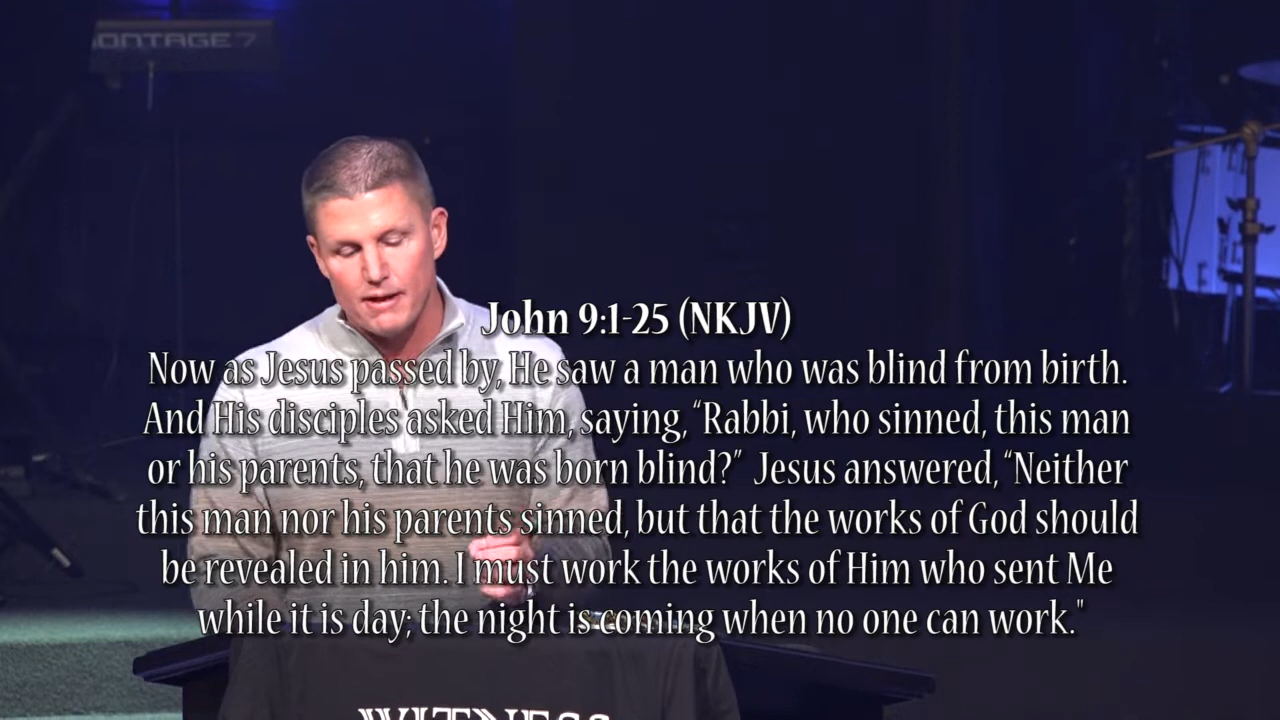 ONTAGE 7
John 9:1-25 (NKJV)
Now as Jesus passed by, He saw a man who was blind from birth.
And His disciples asked Him, saying, “Rabbi, who sinned, this man
or his parents, that he was born blind?” Jesus answered, “Neither
this man nor his parents sinned, but that the works of God should
be revealed in him. I must work the works of Him who sent Me
while it is day; the night is coming when no one can work."
WITNESS